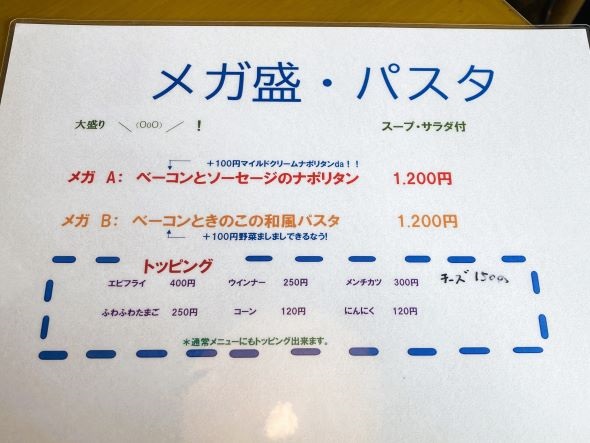 メガ盛・パスタ
大盛り ＼(OoO)／ ！ スープ・サラダ付
＋100円マイルドクリームナポリタンda！！
メガ A： ベーコンとソーセージのナポリタン 1.200円
メガ B： ベーコンときのこの和風パスタ 1.200円
＋100円野菜ましましできるなう!
トッピング
エビフライ 400円 ウインナー 250円 メンチカツ 300円 チーズ 150円
ふわふわたまご 250円 コーン 120円 にんにく 120円
＊通常メニューにもトッピング出来ます。